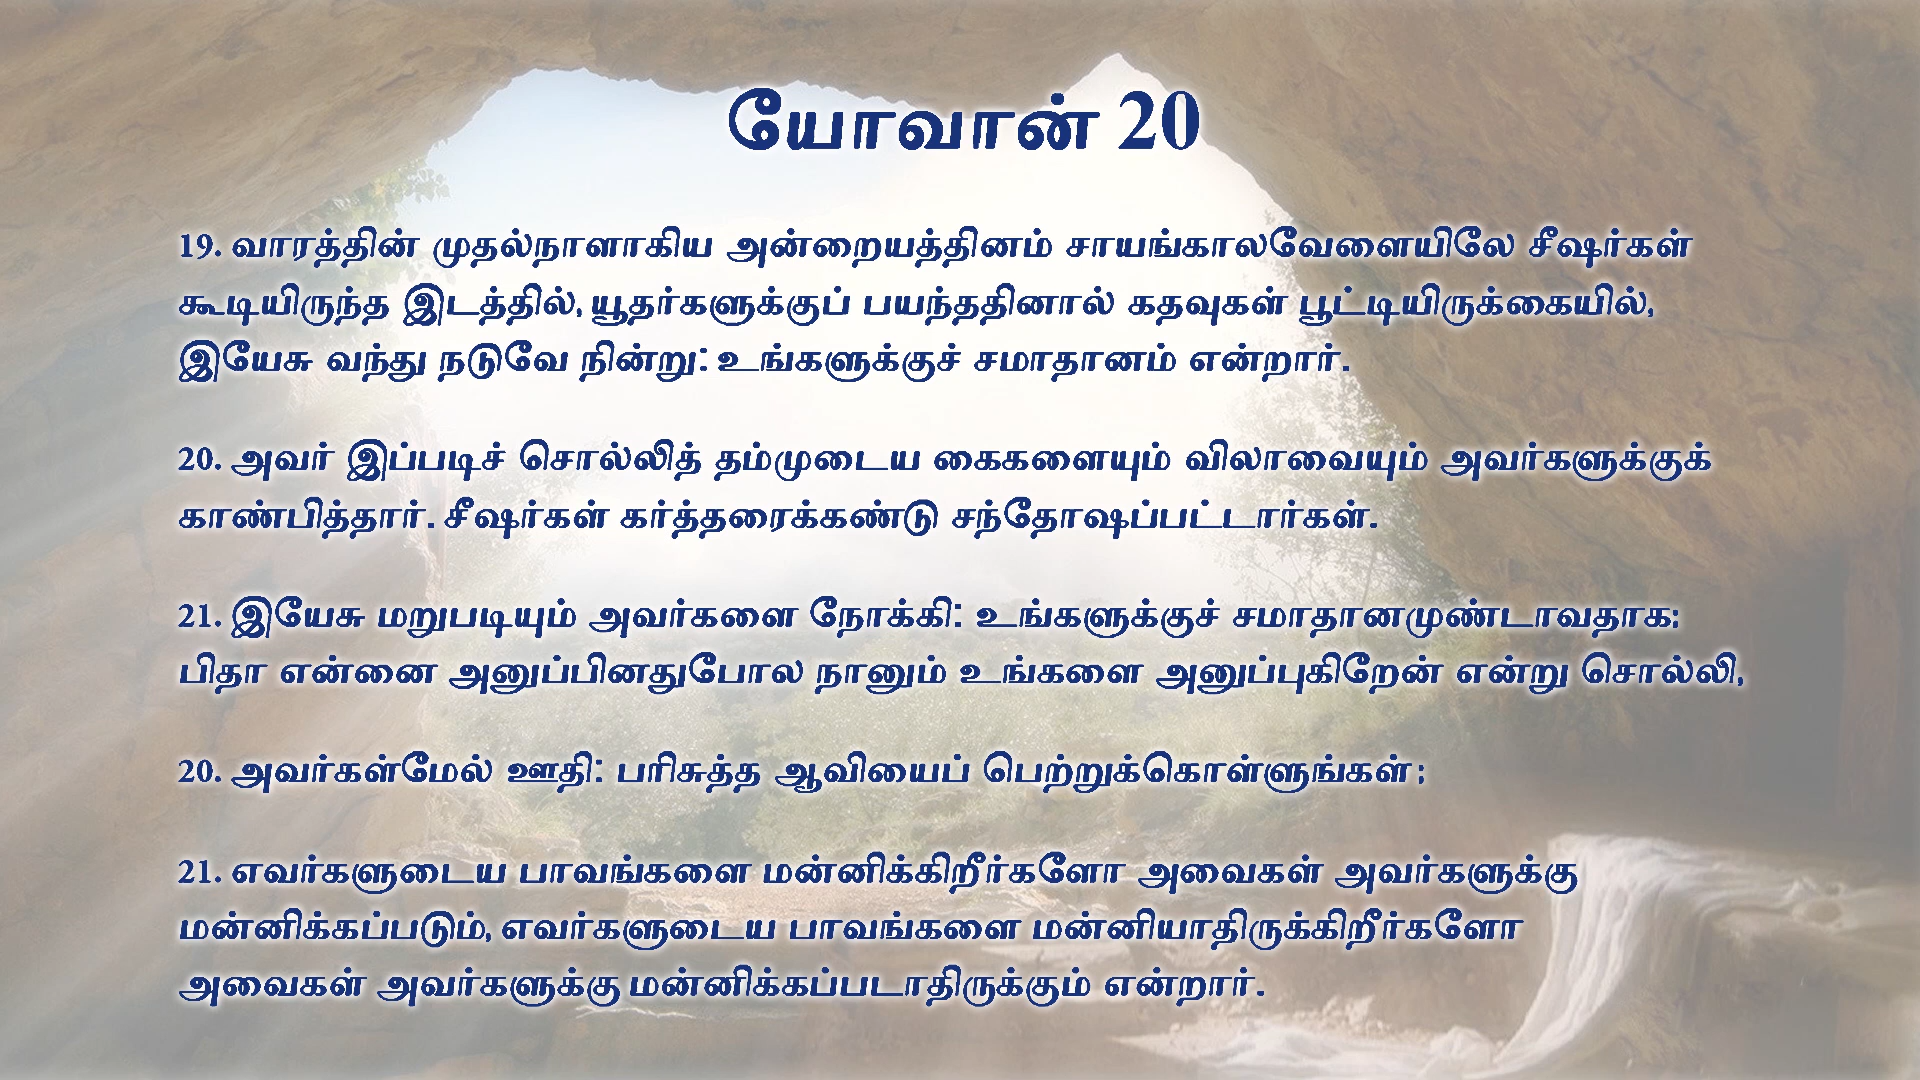 யோவான் 20
19. வாரத்தின் முதல்நாளாகிய அன்றையத்தினம் சாயங்காலவேளையிலே சீஷர்கள்
கூடியிருந்த இடத்தில், யூதர்களுக்குப் பயந்ததினால் கதவுகள் பூட்டியிருக்கையில்,
இயேசு வந்து நடுவே நின்று: உங்களுக்குச் சமாதானம் என்றார்.
20. அவர் இப்படிச் சொல்லித் தம்முடைய கைகளையும் விலாவையும் அவர்களுக்குக்
காண்பித்தார். சீஷர்கள் கர்த்தரைக்கண்டு சந்தோஷப்பட்டார்கள்.
21. இயேசு மறுபடியும் அவர்களை நோக்கி: உங்களுக்குச் சமாதானமுண்டாவதாக;
பிதா என்னை அனுப்பினதுபோல நானும் உங்களை அனுப்புகிறேன் என்று சொல்லி,
20. அவர்கள்மேல் ஊதி: பரிசுத்த ஆவியைப் பெற்றுக்கொள்ளுங்கள்;
21. எவர்களுடைய பாவங்களை மன்னிக்கிறீர்களோ அவைகள் அவர்களுக்கு
மன்னிக்கப்படும், எவர்களுடைய பாவங்களை மன்னியாதிருக்கிறீர்களோ
அவைகள் அவர்களுக்கு மன்னிக்கப்படாதிருக்கும் என்றார்.